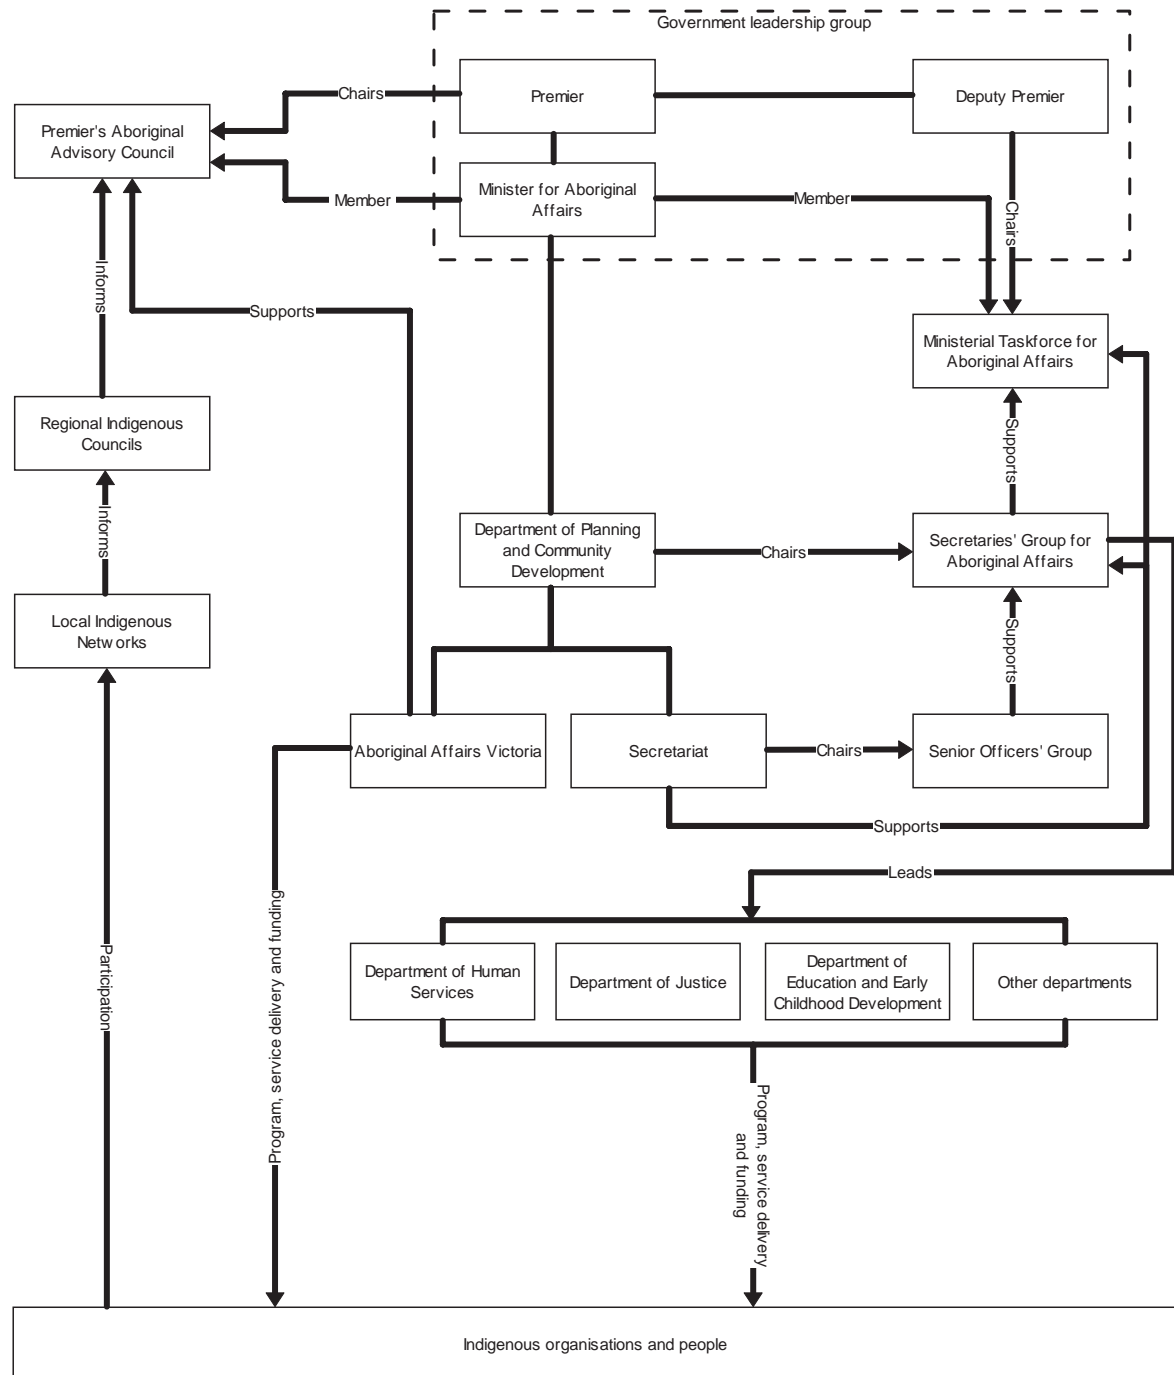 Government leadership group
Chairs
Premier
Deputy Premier
Premier's Aboriginal
Advisory Council
Member
Minister for Aboriginal
Affairs
Member
Chairs
Informs
Supports
Ministerial Taskforce for
Aboriginal Affairs
Regional Indigenous
Councils
Supports
Informs
Department of Planning
and Community
Development
Chairs
Secretaries' Group for
Aboriginal Affairs
Local Indigenous
Networks
Supports
Aboriginal Affairs Victoria
Secretariat
Chairs
Senior Officers' Group
Supports
Leads
Participation
Program, service delivery and funding
Department of Human
Services
Department of Justice
Department of
Education and Early
Childhood Development
Other departments
Program, service delivery
and funding
Indigenous organisations and people